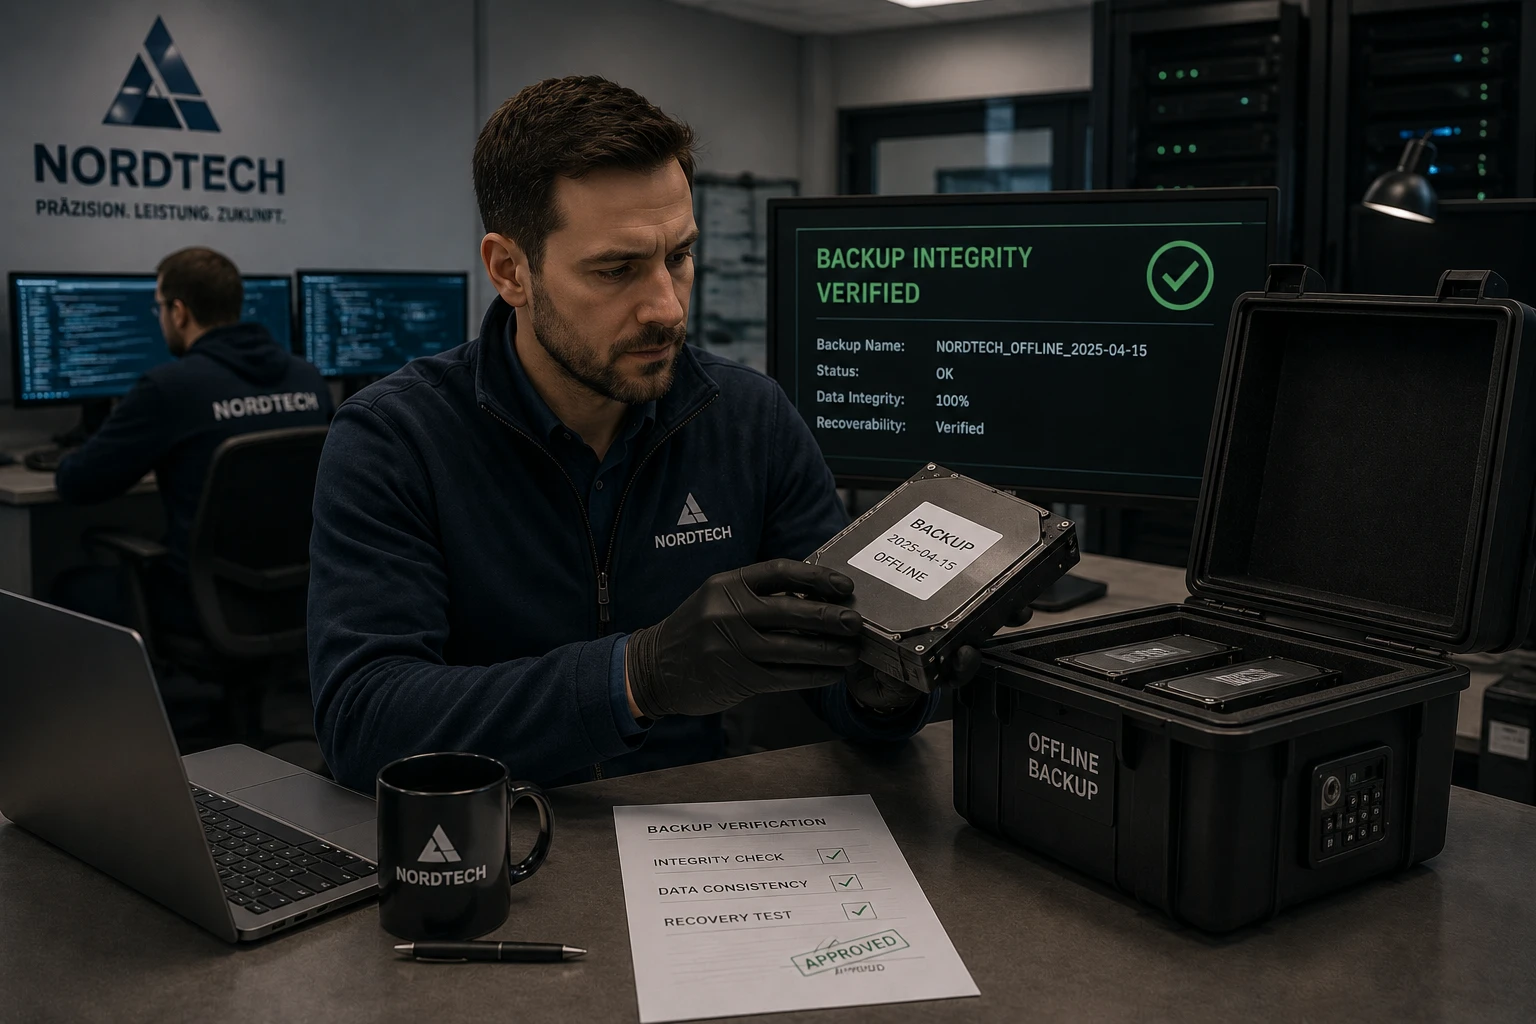 NORDTECH
PRÄZISION. LEISTUNG. ZUKUNFT.
NORDTECH
NORDTECH
BACKUP INTEGRITY
VERIFIED
Backup Name: NORDTECH_OFFLINE_2025-04-15
Status: OK
Data Integrity: 100%
Recoverability: Verified
BACKUP
2025-04-15
OFFLINE
OFFLINE
BACKUP
NORDTECH
BACKUP VERIFICATION
INTEGRITY CHECK
DATA CONSISTENCY
RECOVERY TEST
APPROVED